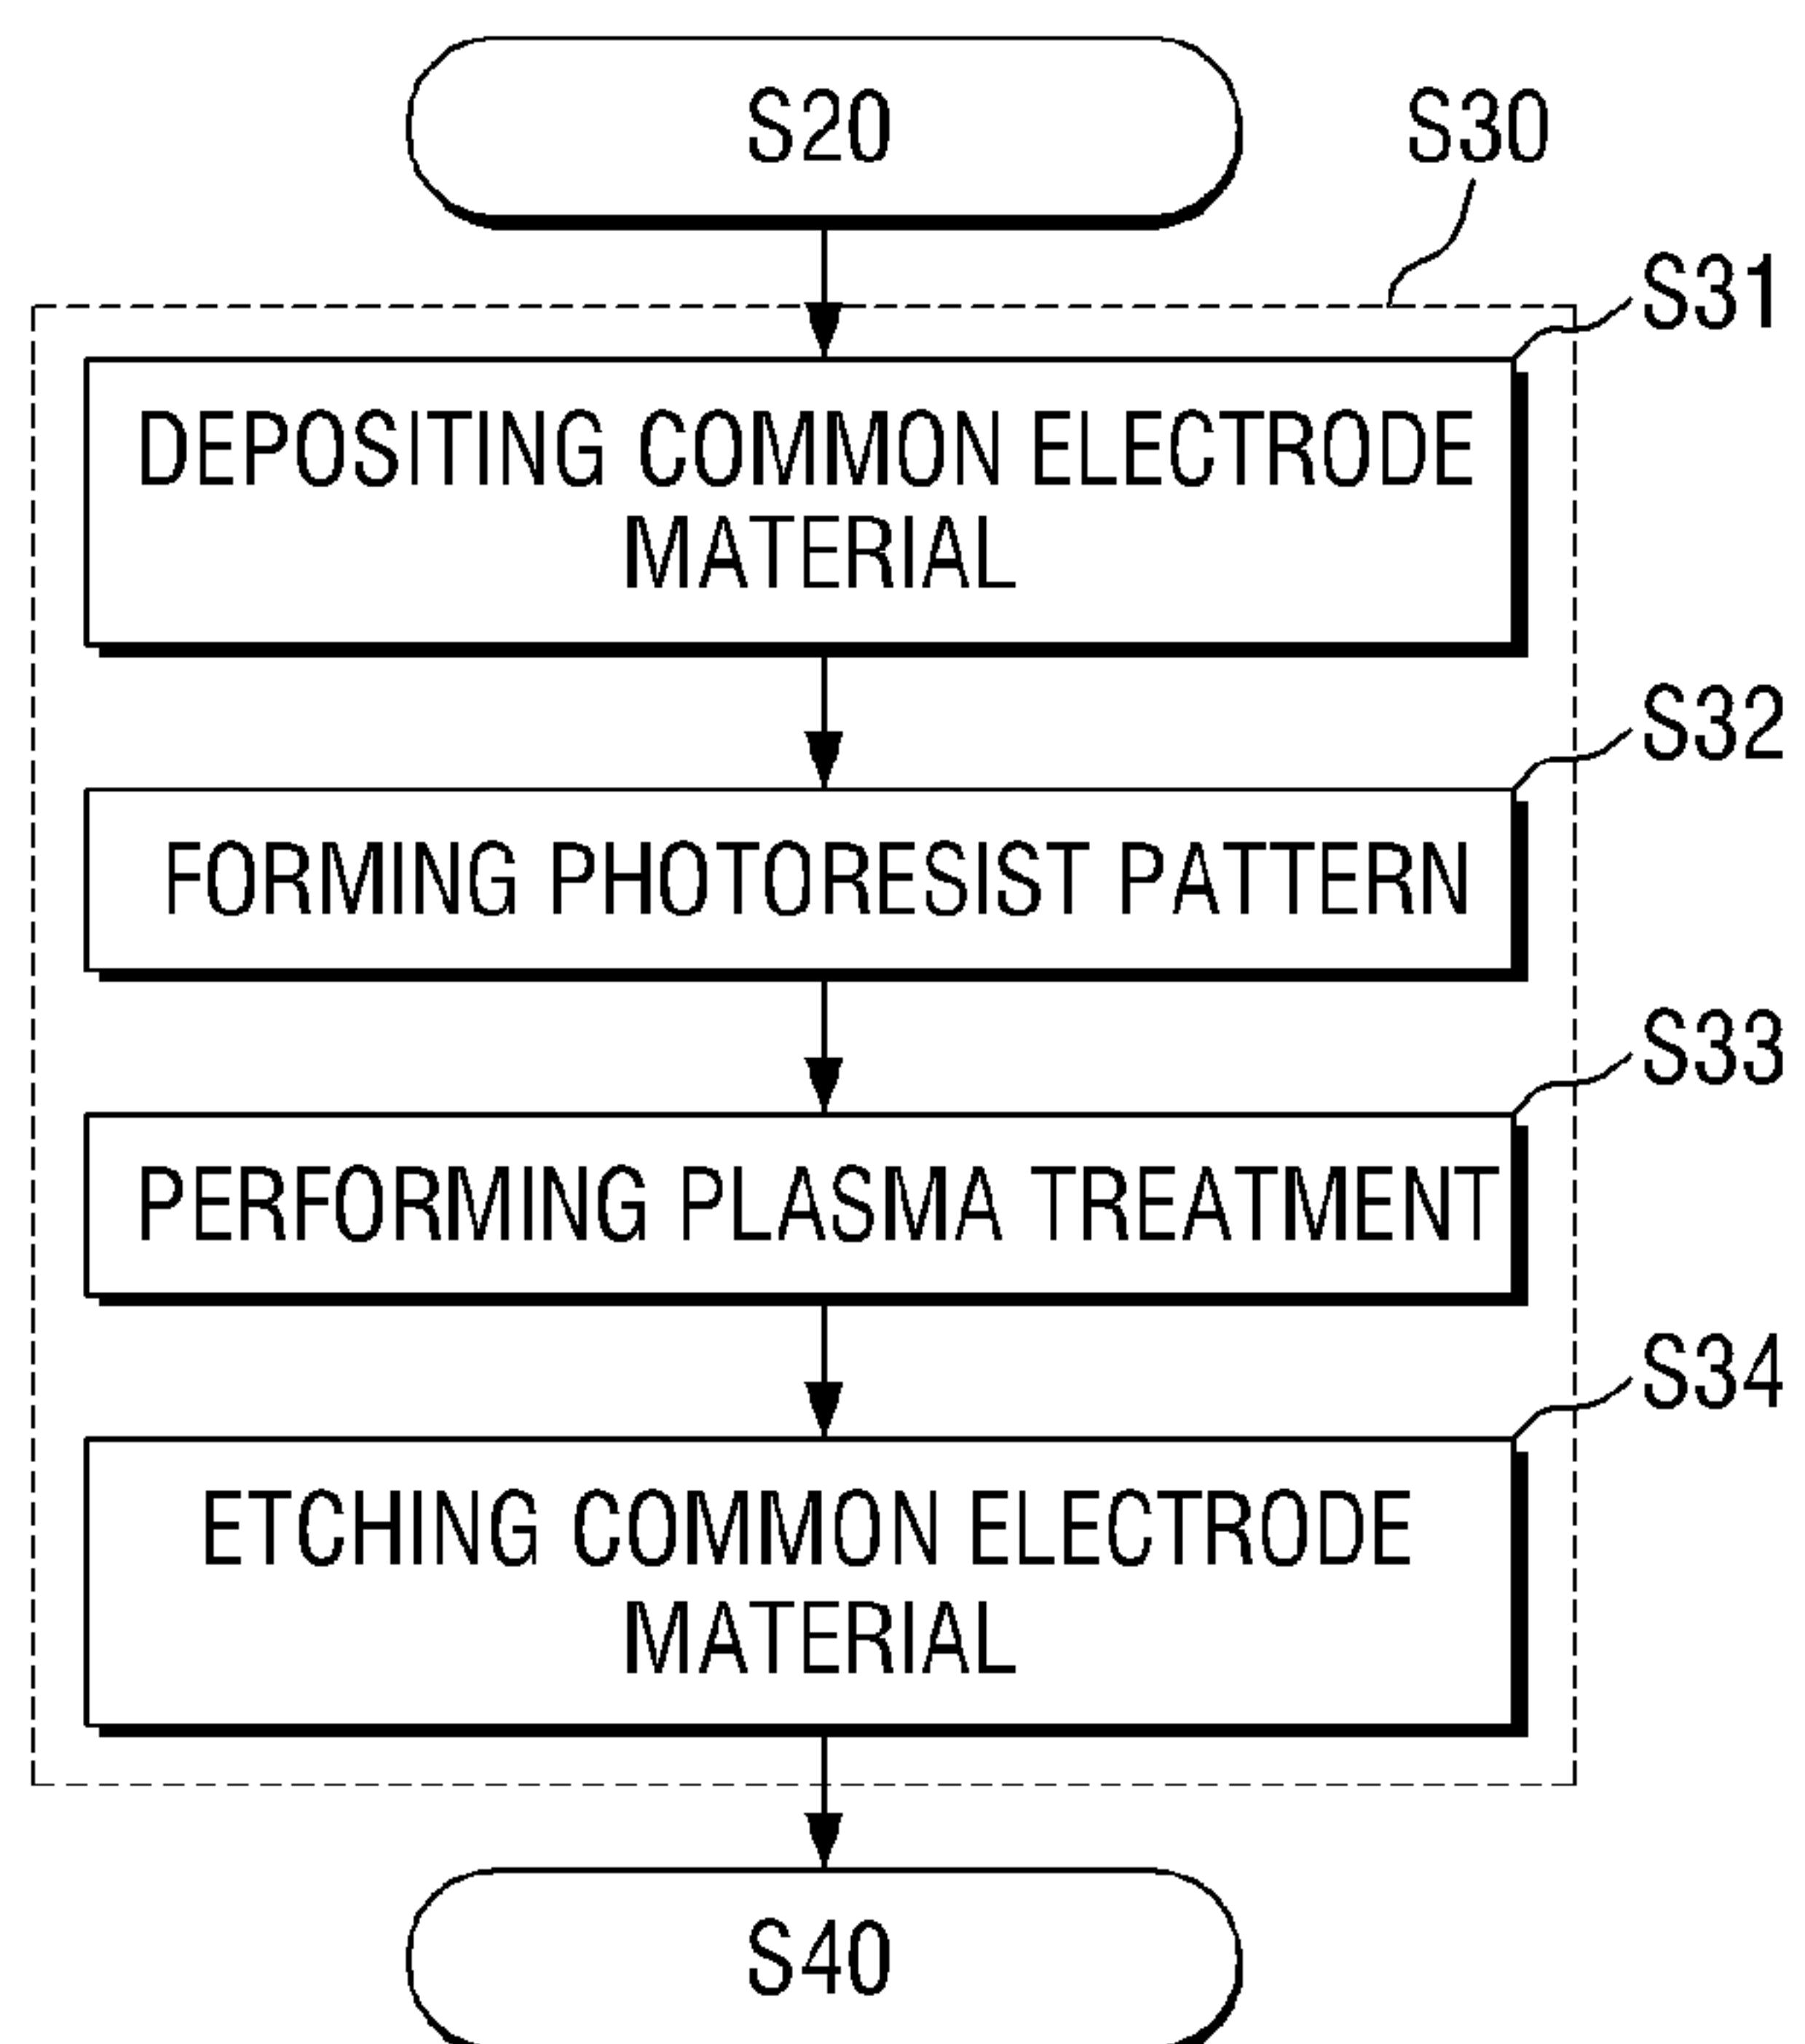 S20
S30
S31
DEPOSITING COMMON ELECTRODE
MATERIAL
S32
FORMING PHOTORESIST PATTERN
S33
PERFORMING PLASMA TREATMENT
S34
ETCHING COMMON ELECTRODE
MATERIAL
S40